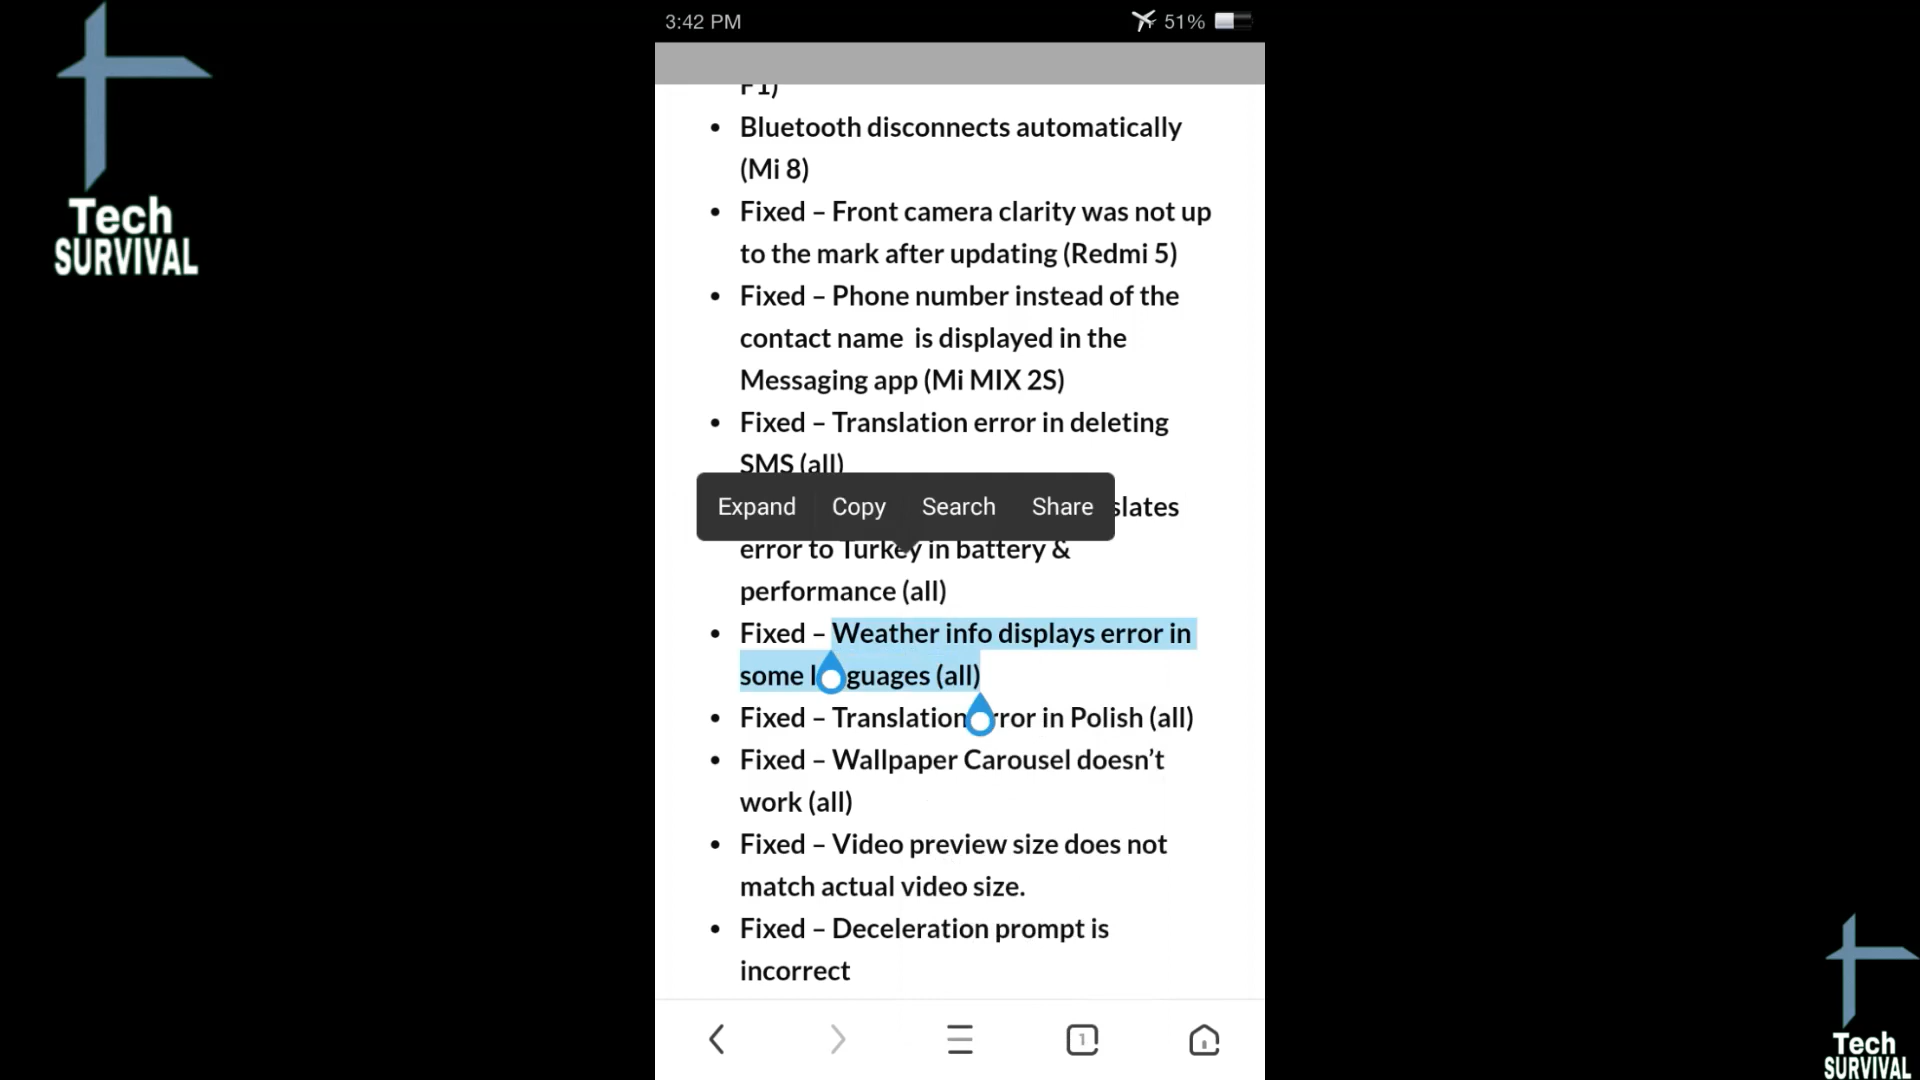 3:42 PM
51%
Tech
SURVIVAL
F1)
• Bluetooth disconnects automatically
(Mi 8)
• Fixed – Front camera clarity was not up
to the mark after updating (Redmi 5)
• Fixed – Phone number instead of the
contact name  is displayed in the
Messaging app (Mi MIX 2S)
• Fixed – Translation error in deleting
SMS (all)
Expand Copy Search Share
slates
error to Turkey in battery &
performance (all)
• Fixed – Weather info displays error in
some l guages (all)
• Fixed – Translation rror in Polish (all)
• Fixed – Wallpaper Carousel doesn’t
work (all)
• Fixed – Video preview size does not
match actual video size.
• Fixed – Deceleration prompt is
incorrect
1
Tech
SURVIVAL